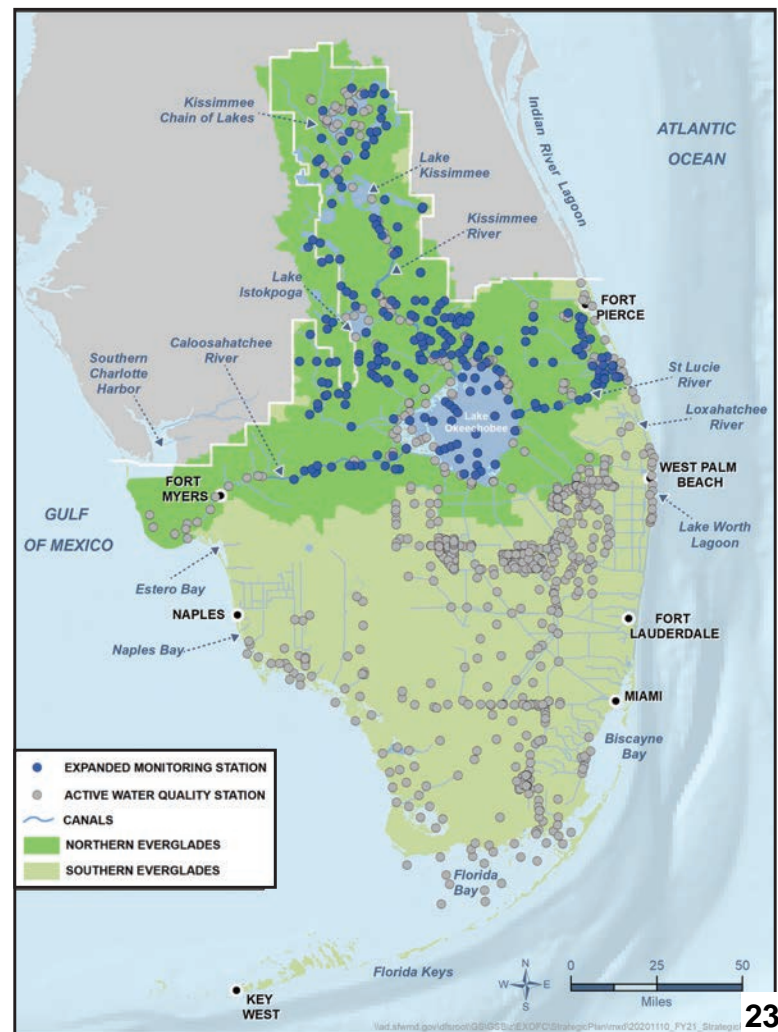 Kissimmee
Chain of Lakes
Indian River Lagoon
ATLANTIC
OCEAN
Lake
Kissimmee
Kissimmee
River
Lake
Istokpoga
FORT
PIERCE
Caloosahatchee
River
Southern
Charlotte
Harbor
St Lucie
River
Lake
Okeechobee
Loxahatchee
River
FORT
MYERS
WEST PALM
BEACH
GULF
OF MEXICO
Lake Worth
Lagoon
Estero Bay
NAPLES
FORT
LAUDERDALE
Naples Bay
MIAMI
Biscayne
Bay
EXPANDED MONITORING STATION
ACTIVE WATER QUALITY STATION
CANALS
NORTHERN EVERGLADES
SOUTHERN EVERGLADES
Florida
Bay
Florida Keys
N
W E
S
0 25 50
Miles
KEY
WEST
23